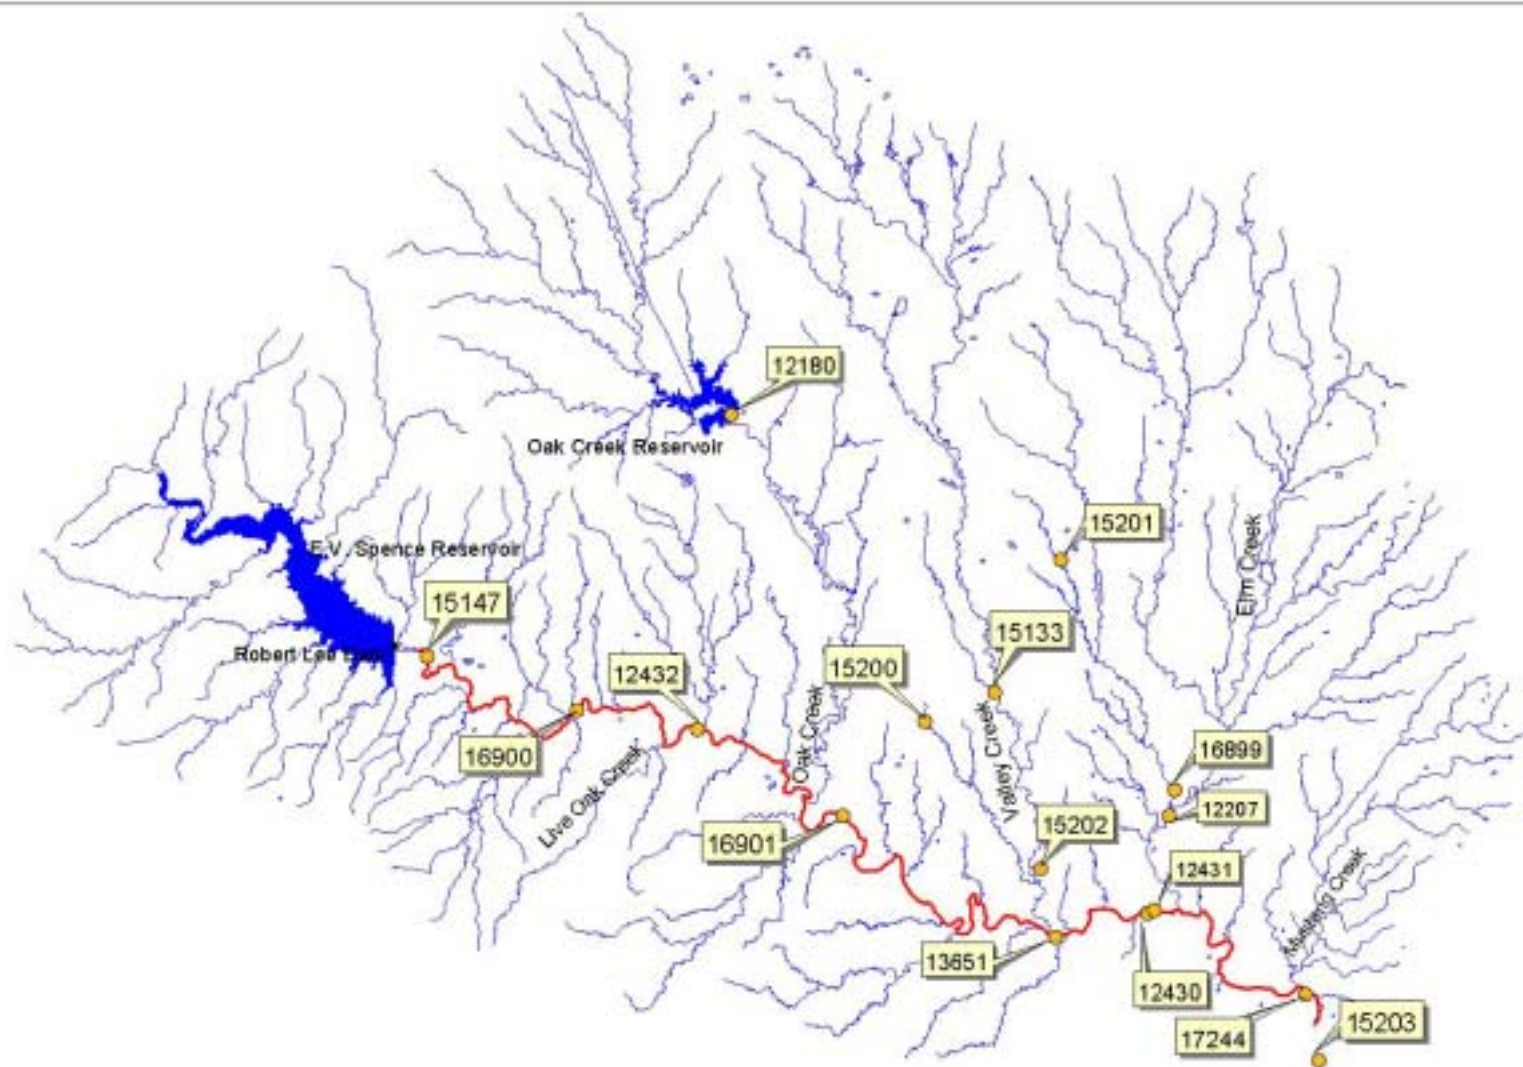 12180
Oak Creek Reservoir
15201
E.V. Spence Reservoir
Elm Creek
15147
15133
Robert Lee
12432
15200
Oak Creek
Valley Creek
16900
16899
Live Oak Creek
12207
15202
16901
12431
Mustang Creek
13651
12430
15203
17244